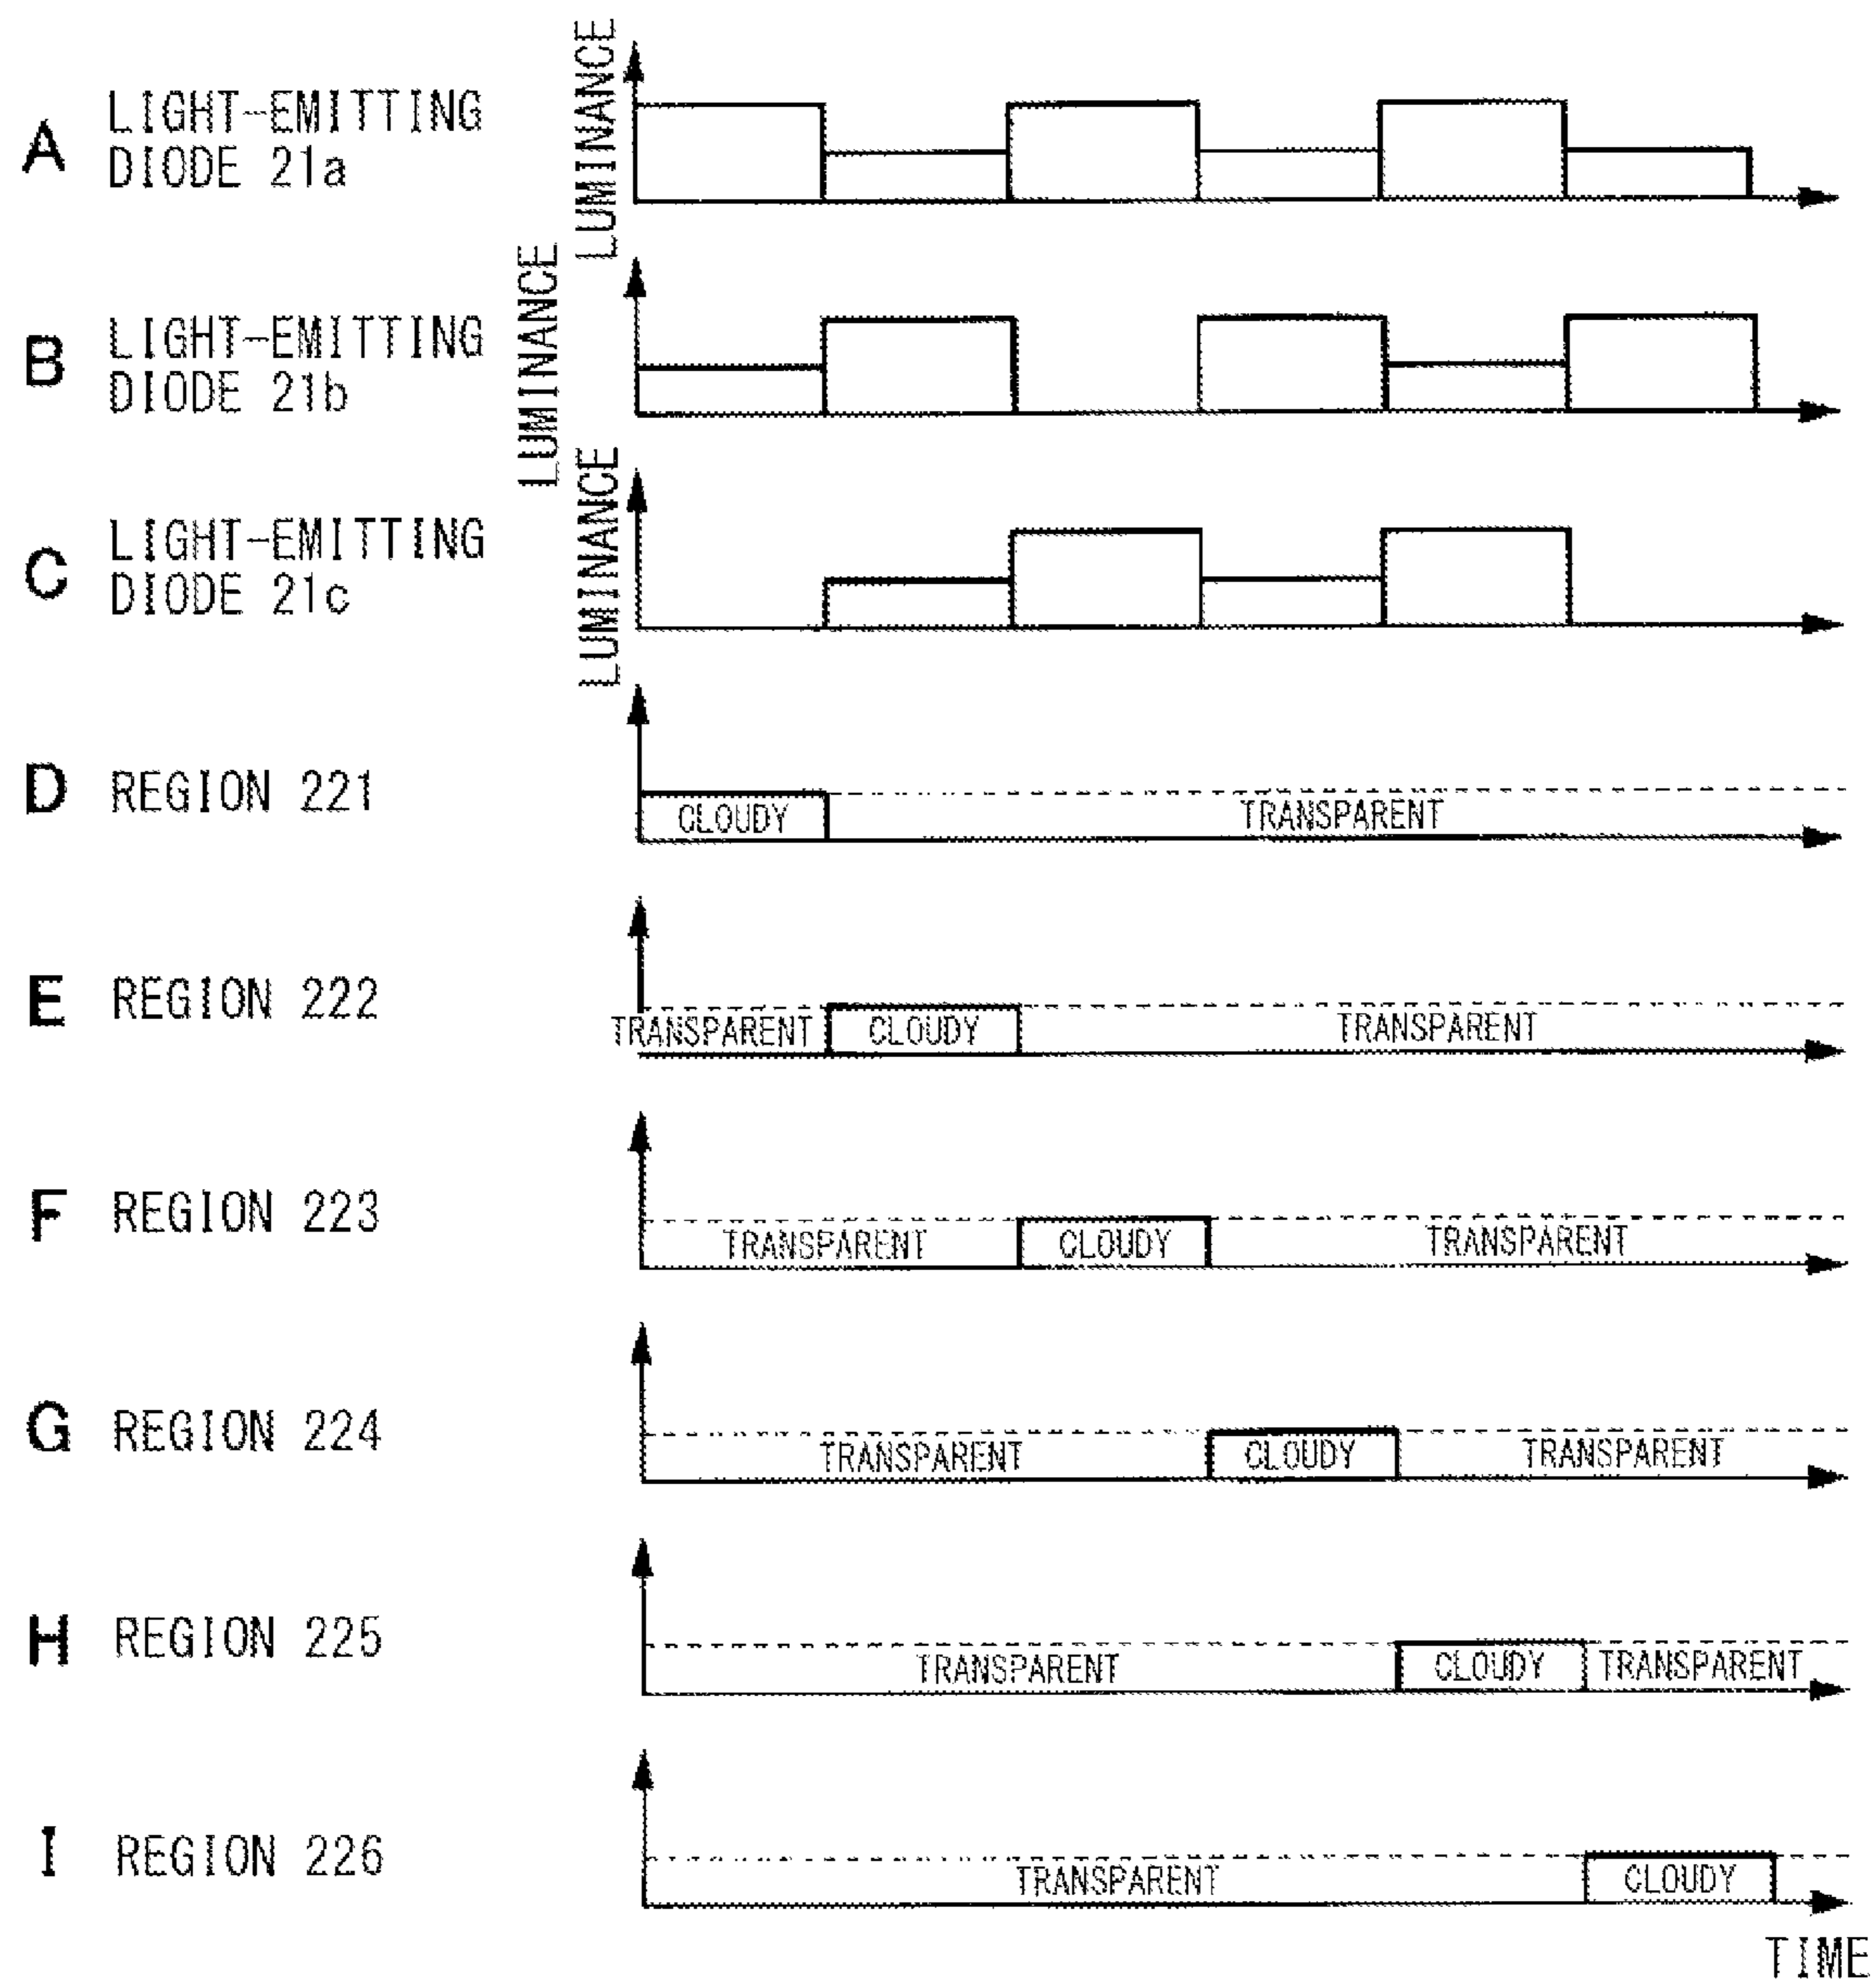 LUMINANCE
A
LIGHT-EMITTING
DIODE 21a
LUMINANCE
B
LIGHT-EMITTING
DIODE 21b
LUMINANCE
C
LIGHT-EMITTING
DIODE 21c
D REGION 221
CLOUDY TRANSPARENT
E REGION 222
TRANSPARENT CLOUDY TRANSPARENT
F REGION 223
TRANSPARENT CLOUDY TRANSPARENT
G REGION 224
TRANSPARENT CLOUDY TRANSPARENT
H REGION 225
TRANSPARENT CLOUDY TRANSPARENT
I REGION 226
TRANSPARENT CLOUDY
TIME